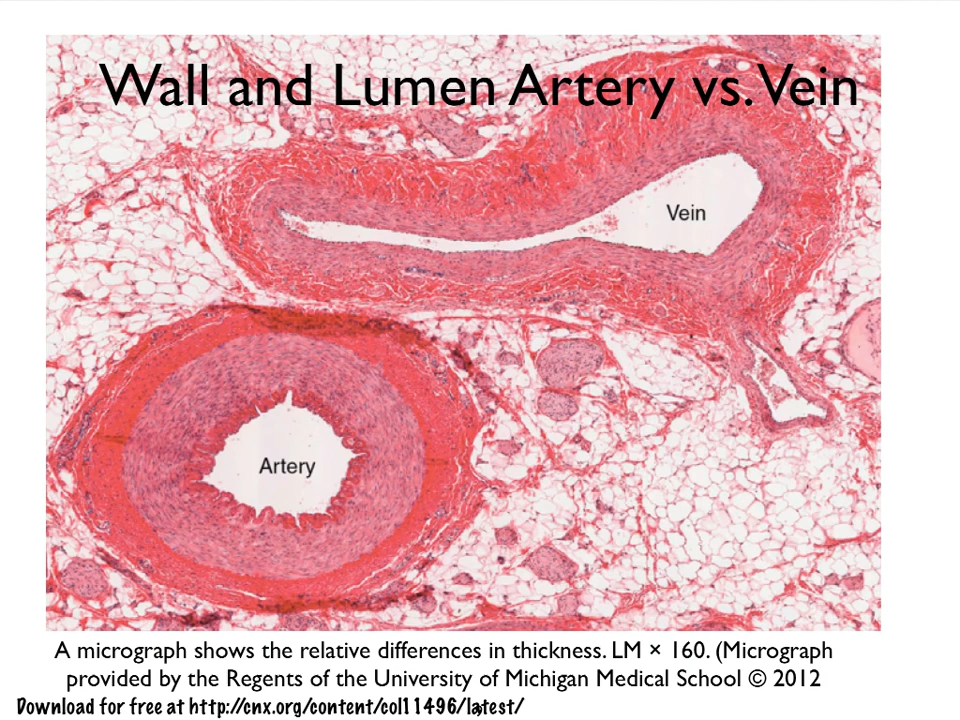 Wall and Lumen Artery vs. Vein
Vein
Artery
A micrograph shows the relative differences in thickness. LM × 160. (Micrograph
provided by the Regents of the University of Michigan Medical School © 2012
Download for free at http://cnx.org/content/col11496/latest/